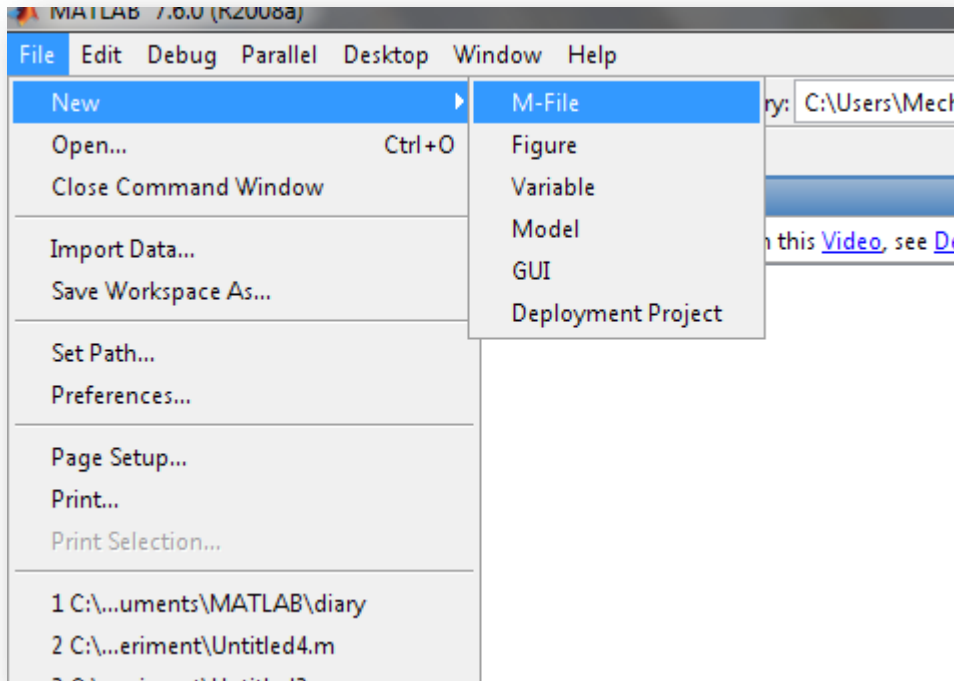 MATLAB 7.6.0 (R2008a)
File Edit Debug Parallel Desktop Window Help
New
Open... Ctrl+O
Close Command Window
Import Data...
Save Workspace As...
Set Path...
Preferences...
Page Setup...
Print...
Print Selection...
1 C:\...uments\MATLAB\diary
2 C:\...eriment\Untitled4.m
M-File
Figure
Variable
Model
GUI
Deployment Project
ry: C:\Users\Mech
this Video, see